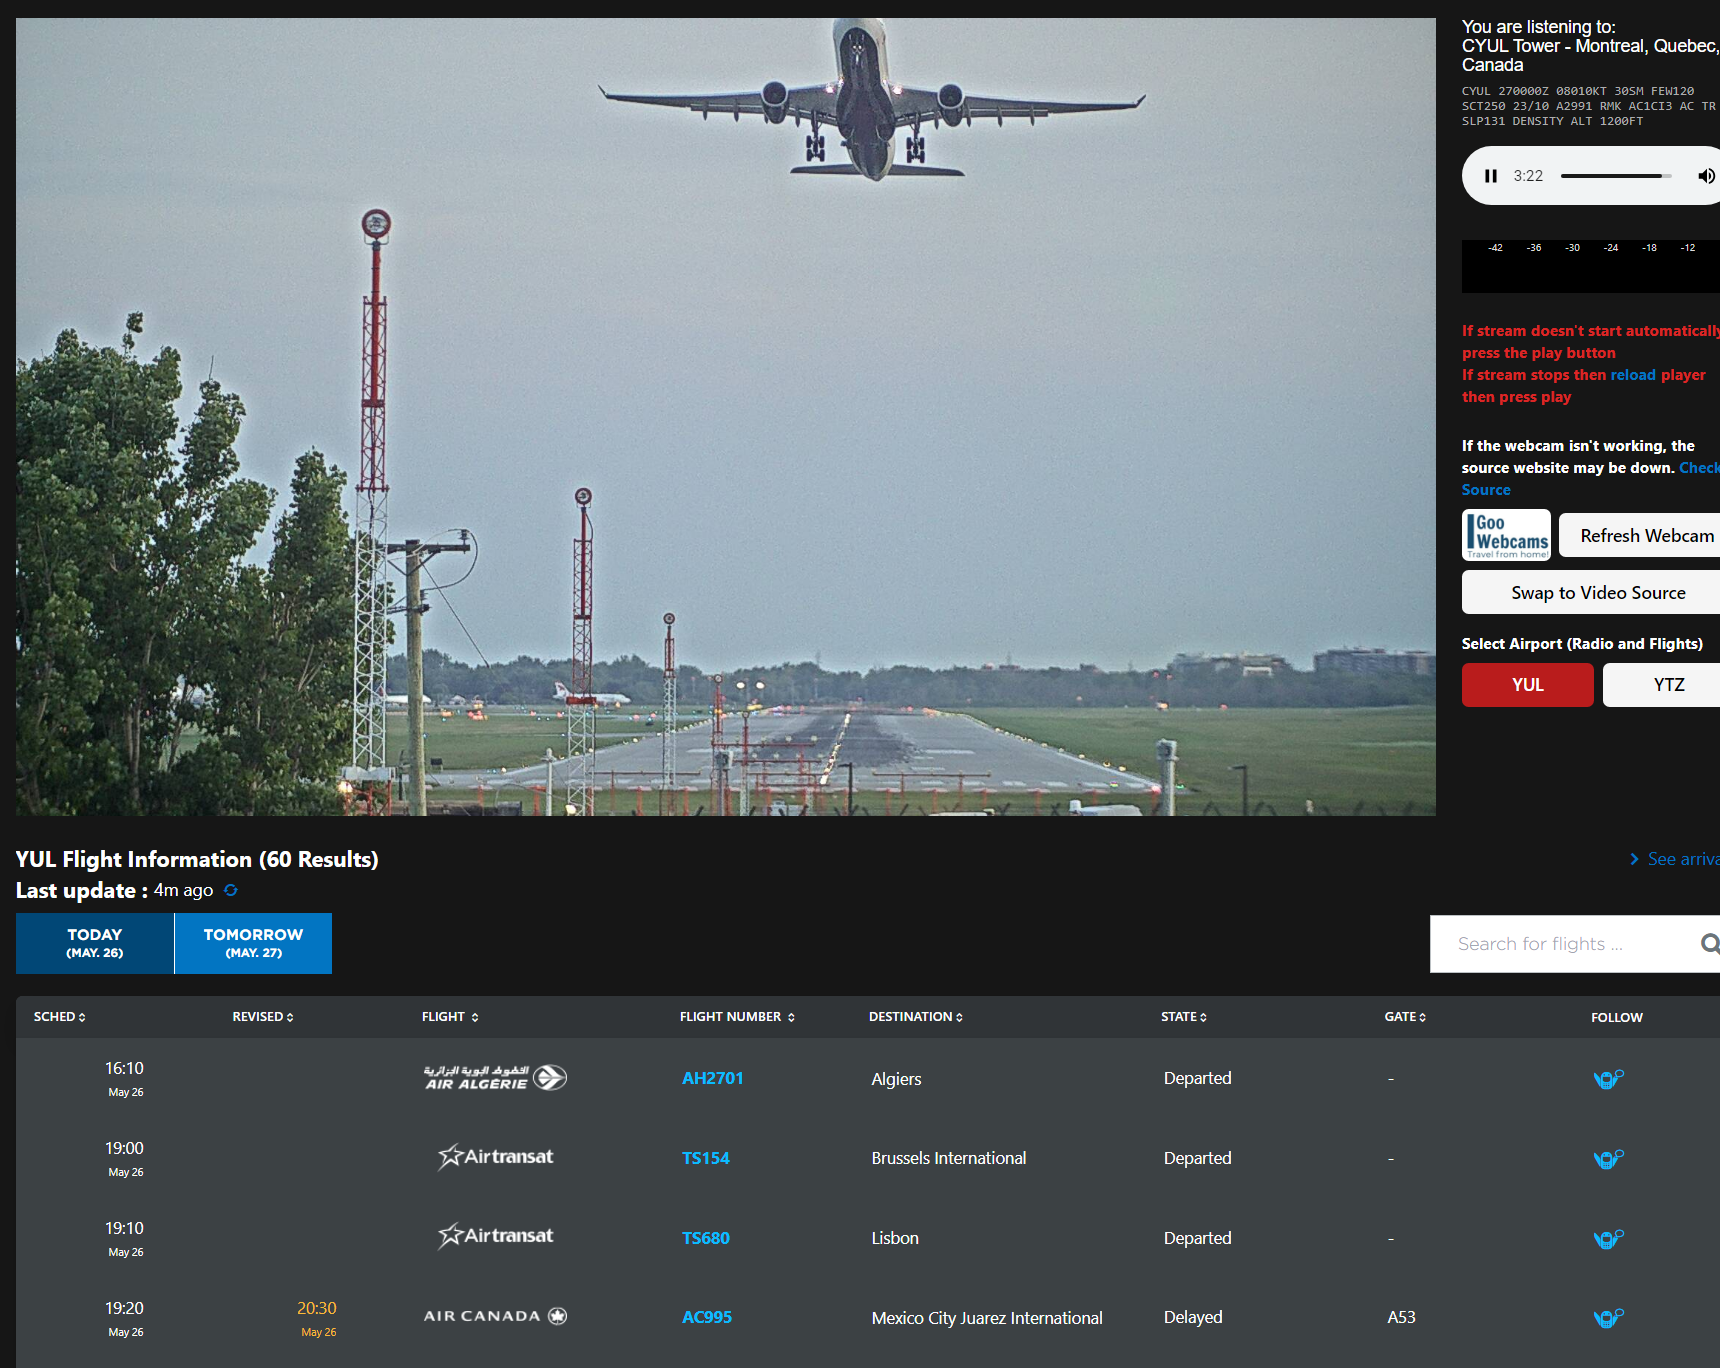 You are listening to:
CYUL Tower - Montreal, Quebec,
Canada
CYUL 270000Z 08010KT 30SM FEW120
SCT250 23/10 A2991 RMK AC1CI3 AC TR
SLP131 DENSITY ALT 1200FT
3:22
-42 -36 -30 -24 -18 -12
If stream doesn't start automatically
press the play button
If stream stops then reload player
then press play
If the webcam isn't working, the
source website may be down. Check
Source
Goo
Webcams
Travel from home!
Refresh Webcam
Swap to Video Source
Select Airport (Radio and Flights)
YUL YTZ
YUL Flight Information (60 Results)
See arriva
Last update : 4m ago
TODAY
(MAY. 26)
TOMORROW
(MAY. 27)
Search for flights ...
SCHED REVISED FLIGHT FLIGHT NUMBER DESTINATION STATE GATE FOLLOW
16:10
May 26
الخطوط الجوية الجزائرية
AIR ALGÉRIE
AH2701 Algiers Departed -
19:00
May 26
Air transat
TS154 Brussels International Departed -
19:10
May 26
Air transat
TS680 Lisbon Departed -
19:20
May 26
20:30
May 26
AIR CANADA
AC995 Mexico City Juarez International Delayed A53